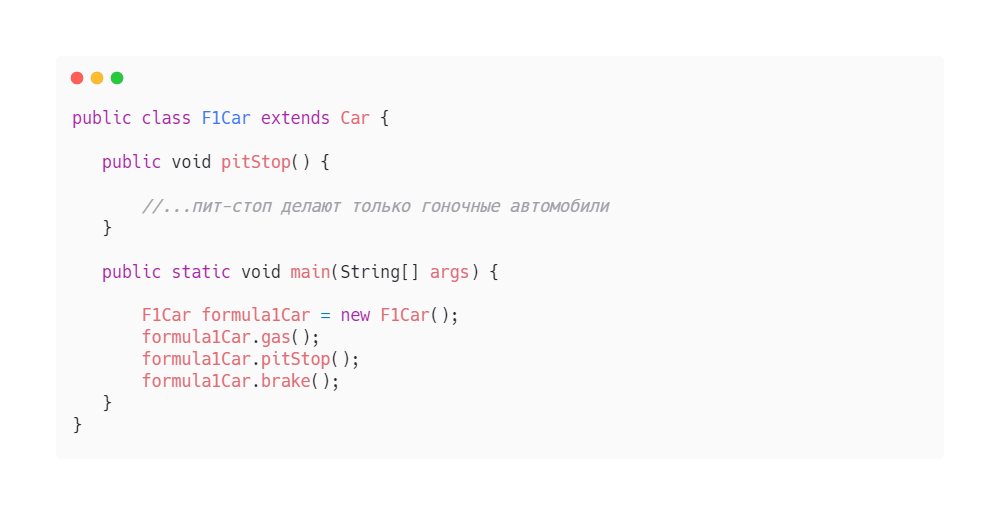 public class F1Car extends Car {
public void pitStop() {
//...пит-стоп делают только гоночные автомобили
}
public static void main(String[] args) {
F1Car formula1Car = new F1Car();
formula1Car.gas();
formula1Car.pitStop();
formula1Car.brake();
}
}